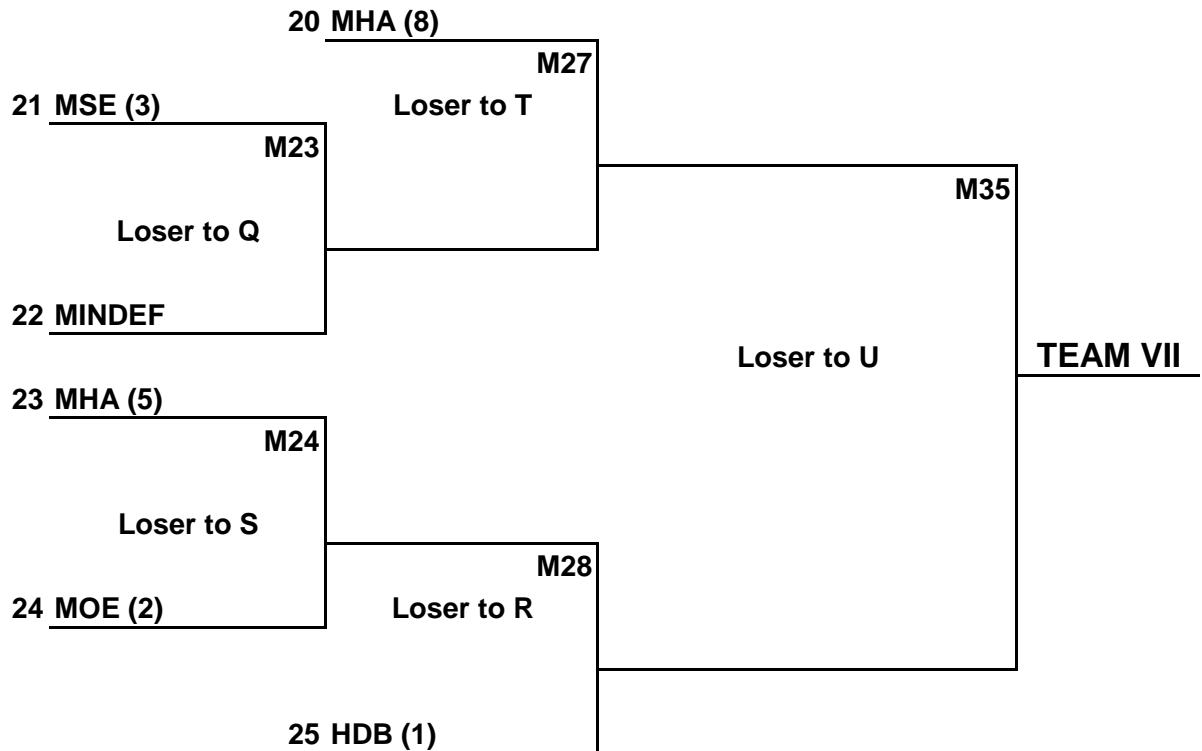 20 MHA (8)
M27
21 MSE (3)
Loser to T
M23
M35
Loser to Q
22 MINDEF
Loser to U
TEAM VII
23 MHA (5)
M24
Loser to S
M28
24 MOE (2)
Loser to R
25 HDB (1)